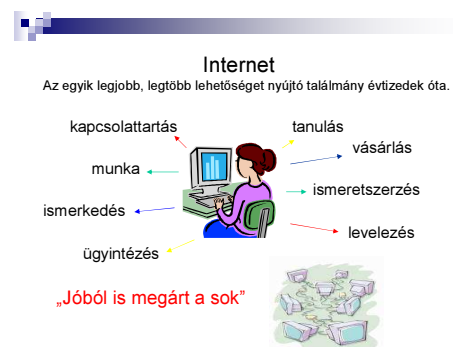 Internet
Az egyik legjobb, legtöbb lehetőséget nyújtó találmány évtizedek óta.
kapcsolattartás
tanulás
vásárlás
munka
ismeretszerzés
ismerkedés
levelezés
ügyintézés
„Jóból is megárt a sok”